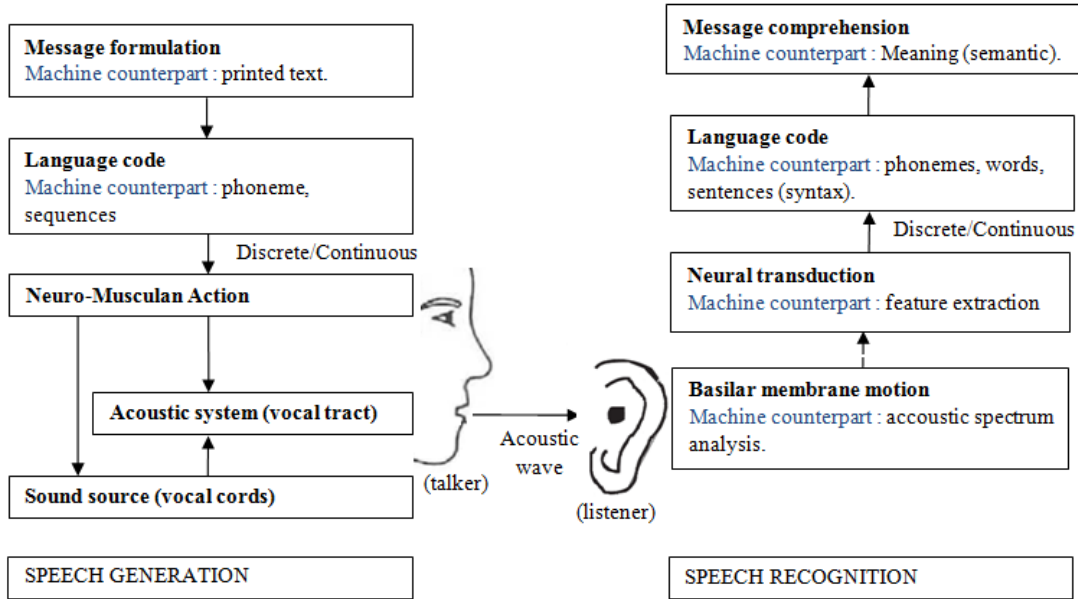 Message formulation
Machine counterpart : printed text.
Language code
Machine counterpart : phoneme,
sequences
Discrete/Continuous
Neuro-Musculan Action
Acoustic system (vocal tract)
Sound source (vocal cords)
SPEECH GENERATION
(talker)
Acoustic
wave
(listener)
Message comprehension
Machine counterpart : Meaning (semantic).
Language code
Machine counterpart : phonemes, words,
sentences (syntax).
Discrete/Continuous
Neural transduction
Machine counterpart : feature extraction
Basilar membrane motion
Machine counterpart : accoustic spectrum
analysis.
SPEECH RECOGNITION